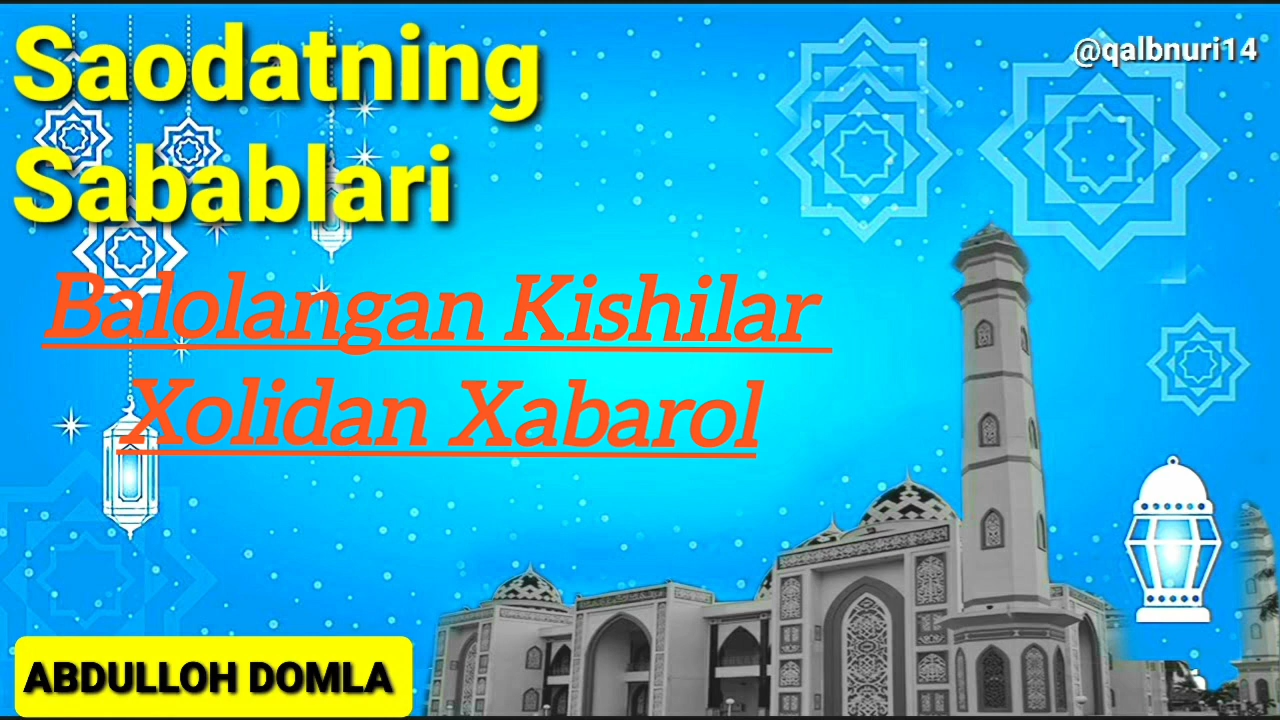 Saodatning
@qalbnuri14
Sabablari
Balolangan Kishilar
Xolidan Xabarol
ABDULLOH DOMLA